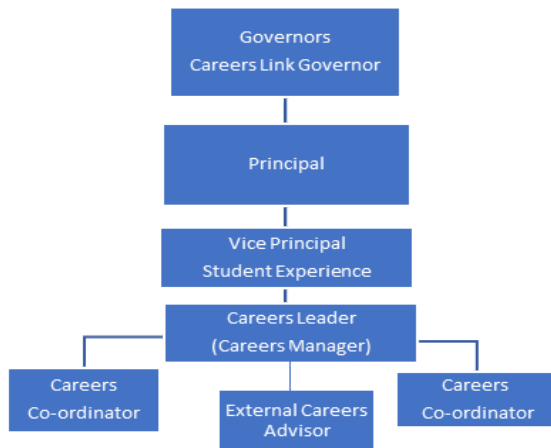 Governors
Careers Link Governor
Principal
Vice Principal
Student Experience
Careers Leader
(Careers Manager)
Careers
Co-ordinator
External Careers
Advisor
Careers
Co-ordinator